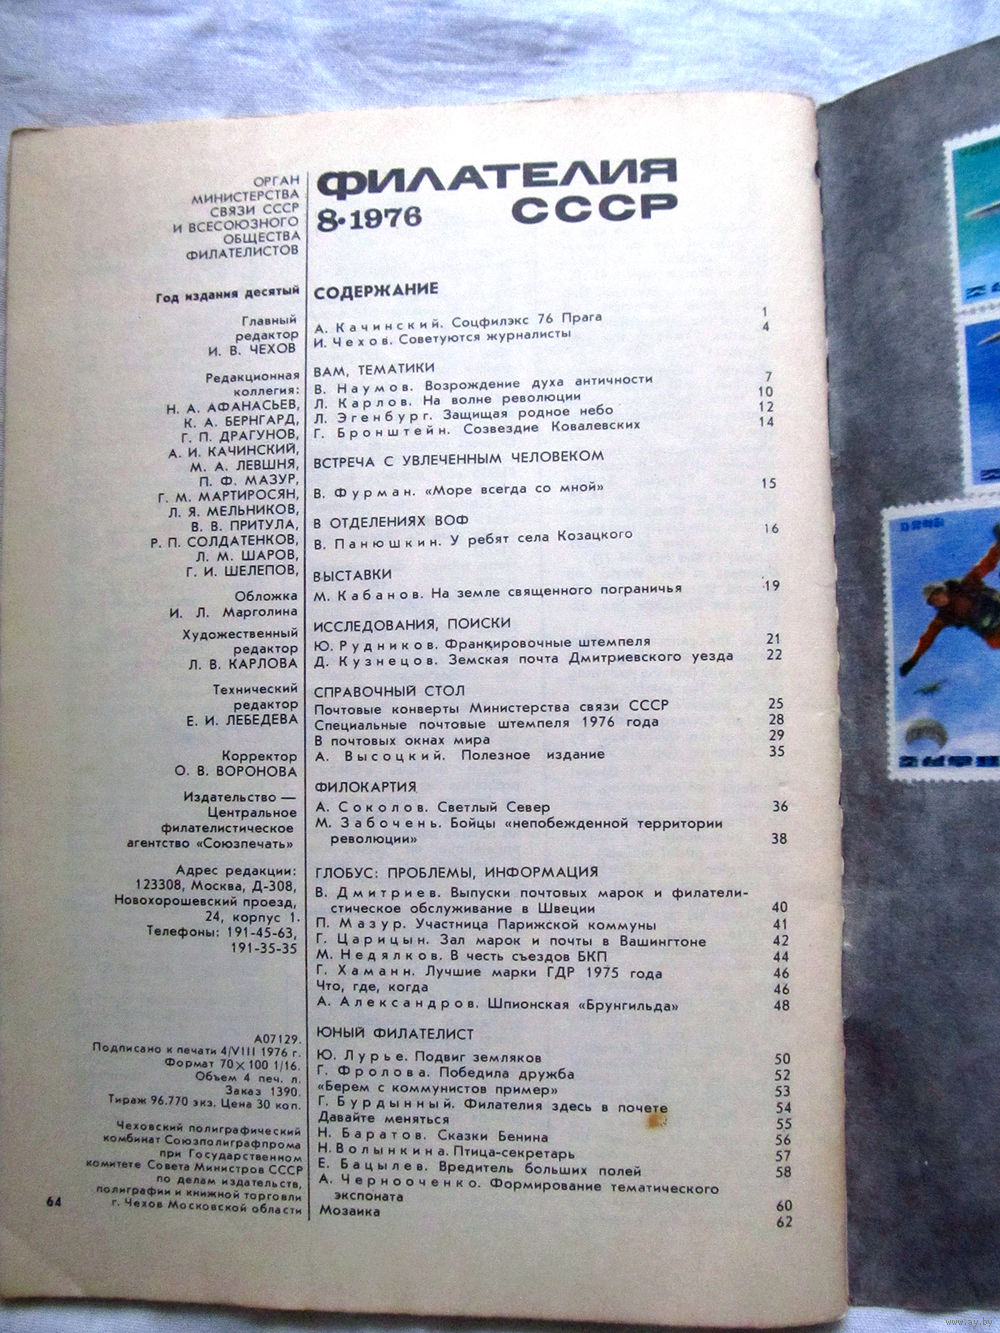 ОРГАН
МИНИСТЕРСТВА
СВЯЗИ СССР
И ВСЕСОЮЗНОГО
ОБЩЕСТВА
ФИЛАТЕЛИСТОВ
Год издания десятый
Главный
редактор
И. В. ЧЕХОВ
Редакционная
коллегия:
Н. А. АФАНАСЬЕВ,
К. А. БЕРНГАРД,
Г. П. ДРАГУНОВ,
А. И. КАЧИНСКИЙ,
М. А. ЛЕВШНЯ,
П. Ф. МАЗУР,
Г. М. МАРТИРОСЯН,
Л. Я. МЕЛЬНИКОВ,
В. В. ПРИТУЛА,
Р. П. СОЛДАТЕНКОВ,
Л. М. ШАРОВ,
Г. И. ШЕЛЕПОВ,
Обложка
И. Л. Марголина
Художественный
редактор
Л. В. КАРЛОВА
Технический
редактор
Е. И. ЛЕБЕДЕВА
Корректор
О. В. ВОРОНОВА
Издательство —
Центральное
филателистическое
агентство «Союзпечать»
Адрес редакции:
123308, Москва, Д-308,
Новохорошевский проезд,
24, корпус 1.
Телефоны: 191-45-63,
191-35-35
А07129.
Подписано к печати 4/VIII 1976 г.
Формат 70×100 1/16.
Объем 4 печ. л.
Заказ 1390.
Тираж 96.770 экз. Цена 30 коп.
Чеховский полиграфический
комбинат Союзполиграфпрома
при Государственном
комитете Совета Министров СССР
по делам издательств,
полиграфии и книжной торговли
г. Чехов Московской области
64
ФИЛАТЕЛИЯ
8•1976 СССР
СОДЕРЖАНИЕ
А. Качинский. Соцфилэкс 76 Прага 1
И. Чехов. Советуются журналисты 4
ВАМ, ТЕМАТИКИ
В. Наумов. Возрождение духа античности 7
Л. Карлов. На волне революции 10
Л. Эгенбург. Защищая родное небо 12
Г. Бронштейн. Созвездие Ковалевских 14
ВСТРЕЧА С УВЛЕЧЕННЫМ ЧЕЛОВЕКОМ
В. Фурман. «Море всегда со мной» 15
В ОТДЕЛЕНИЯХ ВОФ
В. Панюшкин. У ребят села Козацкого 16
ВЫСТАВКИ
М. Кабанов. На земле священного пограничья 19
ИССЛЕДОВАНИЯ, ПОИСКИ
Ю. Рудников. Франкировочные штемпеля 21
Д. Кузнецов. Земская почта Дмитриевского уезда 22
СПРАВОЧНЫЙ СТОЛ
Почтовые конверты Министерства связи СССР 25
Специальные почтовые штемпеля 1976 года 28
В почтовых окнах мира 29
А. Высоцкий. Полезное издание 35
ФИЛОКАРТИЯ
А. Соколов. Светлый Север 36
М. Забочень. Бойцы «непобежденной территории
революции» 38
ГЛОБУС: ПРОБЛЕМЫ, ИНФОРМАЦИЯ
В. Дмитриев. Выпуски почтовых марок и филатели-
стическое обслуживание в Швеции 40
П. Мазур. Участница Парижской коммуны 41
Г. Царицын. Зал марок и почты в Вашингтоне 42
М. Недялков. В честь съездов БКП 44
Г. Хаманн. Лучшие марки ГДР 1975 года 46
Что, где, когда 46
А. Александров. Шпионская «Брунгильда» 48
ЮНЫЙ ФИЛАТЕЛИСТ
Ю. Лурье. Подвиг земляков 50
Г. Фролова. Победила дружба 52
«Берем с коммунистов пример» 53
Г. Бурдынный. Филателия здесь в почете 54
Давайте меняться 55
Н. Баратов. Сказки Бенина 56
Н. Волынкина. Птица-секретарь 57
Е. Бацылев. Вредитель больших полей 58
А. Чернооченко. Формирование тематического
экспоната 60
Мозаика 62
www.ay.by